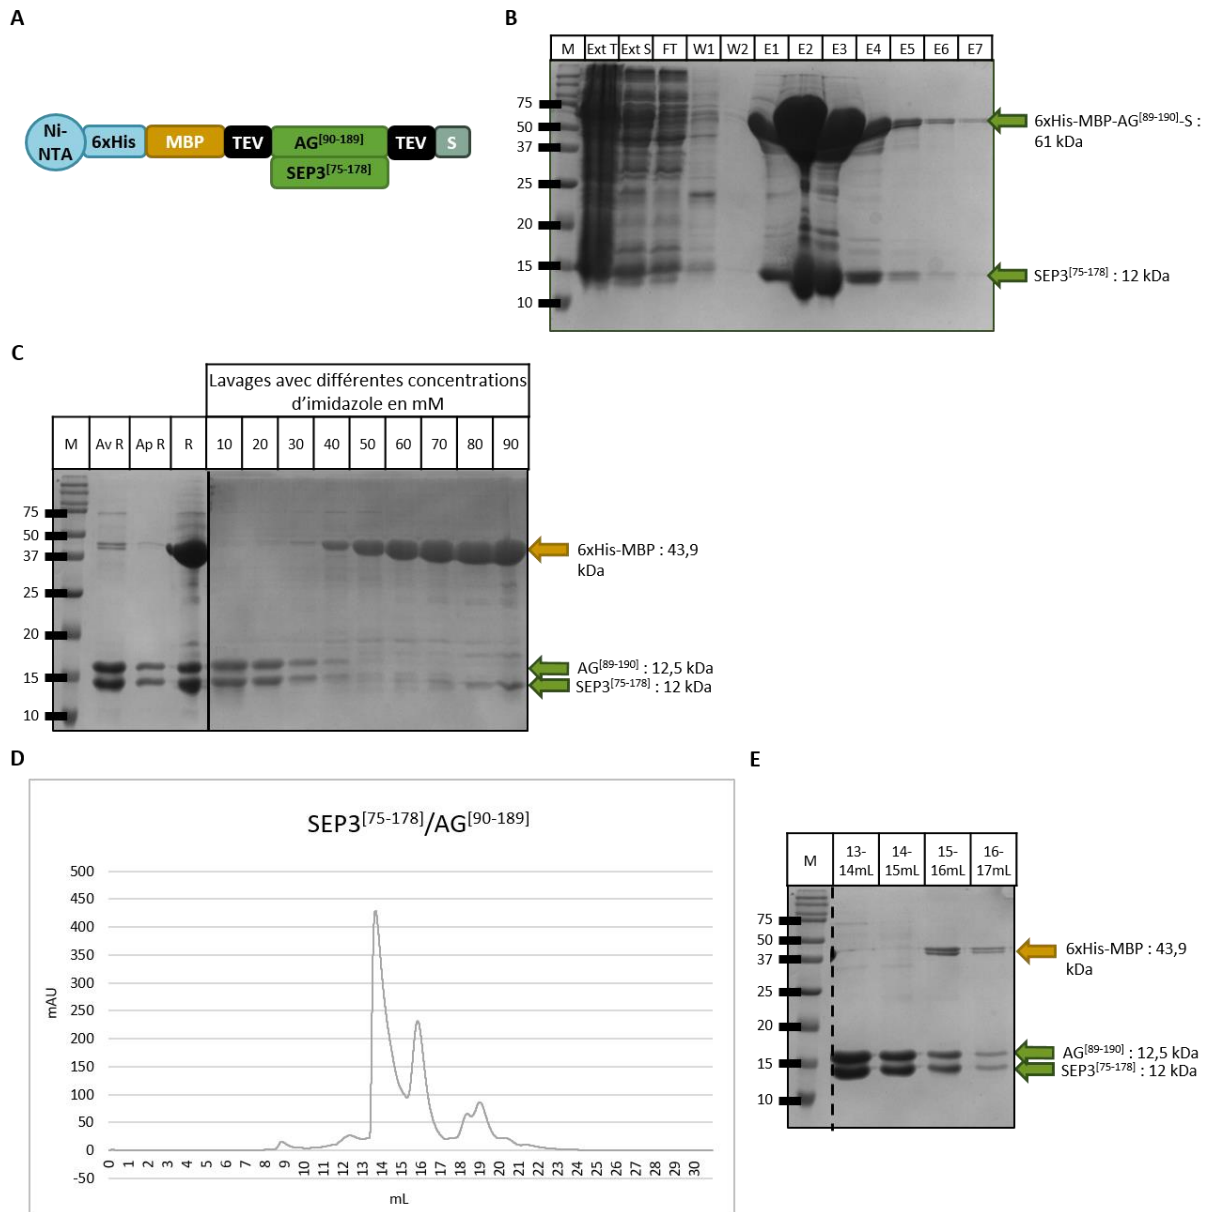 A
Ni-
NTA
6xHis
MBP
TEV
AG[90-189]
SEP3[75-178]
TEV
S
B
M Ext T Ext S FT W1 W2 E1 E2 E3 E4 E5 E6 E7
75
50
37
25
20
15
10
6xHis-MBP-AG[89-190]-S :
61 kDa
SEP3[75-178] : 12 kDa
C
Lavages avec différentes concentrations
d’imidazole en mM
M Av R Ap R R 10 20 30 40 50 60 70 80 90
75
50
37
25
20
15
10
6xHis-MBP : 43,9
kDa
AG[89-190] : 12,5 kDa
SEP3[75-178] : 12 kDa
D
SEP3[75-178]/AG[90-189]
500
450
400
350
300
250
200
150
100
50
0
-50
mAU
0 1 2 3 4 5 6 7 8 9 10 11 12 13 14 15 16 17 18 19 20 21 22 23 24 25 26 27 28 29 30
mL
E
M 13- 14- 15- 16-
14mL 15mL 16mL 17mL
75
50
37
25
20
15
10
6xHis-MBP : 43,9
kDa
AG[89-190] : 12,5 kDa
SEP3[75-178] : 12 kDa